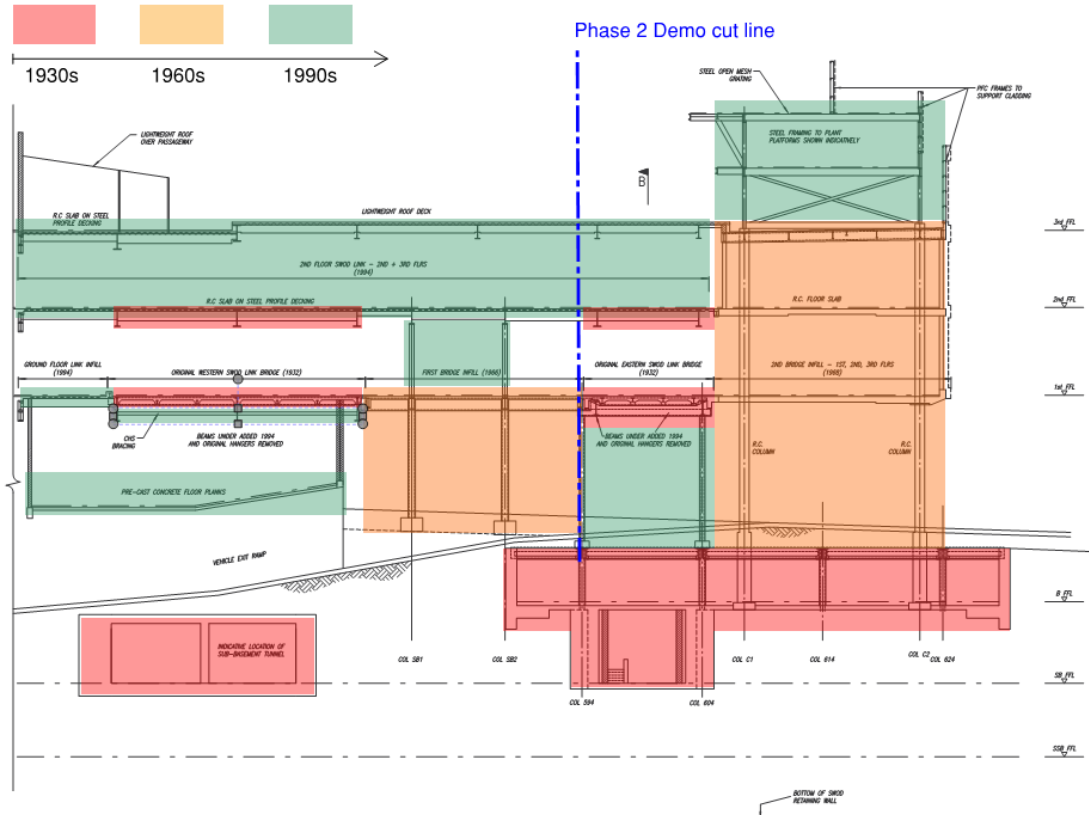 Phase 2 Demo cut line
1930s
1960s
1990s
STEEL OPEN MESH
GRATING
PFC FRAMES TO
SUPPORT CLADDING
LIGHTWEIGHT ROOF
OVER PASSAGEWAY
STEEL FRAMING TO PLANT
PLATFORMS SHOWN INDICATIVELY
B
R.C SLAB ON STEEL
PROFILE DECKING
LIGHTWEIGHT ROOF DECK
3rd FFL
2ND FLOOR SWOD LINK - 2ND + 3RD FLRS
(1994)
R.C SLAB ON STEEL PROFILE DECKING
R.C. FLOOR SLAB
2nd FFL
GROUND FLOOR LINK INFILL
(1994)
ORIGINAL WESTERN SWOD LINK BRIDGE (1932)
FIRST BRIDGE INFILL (1966)
ORIGINAL EASTERN SWOD LINK BRIDGE
(1932)
2ND BRIDGE INFILL - 1ST, 2ND, 3RD FLRS
1st FFL
CHS
BRACING
BEAMS UNDER ADDED 1994
AND ORIGINAL HANGERS REMOVED
BEAMS UNDER ADDED 1994
AND ORIGINAL HANGERS REMOVED
R.C.
COLUMN
R.C.
COLUMN
PRE-CAST CONCRETE FLOOR PLANKS
VEHICLE EXIT RAMP
B FFL
INDICATIVE LOCATION OF
SUB-BASEMENT TUNNEL
COL SB1
COL SB2
COL C1
COL 614
COL C2
COL 624
SB FFL
COL 594
COL 604
SSB FFL
BOTTOM OF SWOD
RETAINING WALL